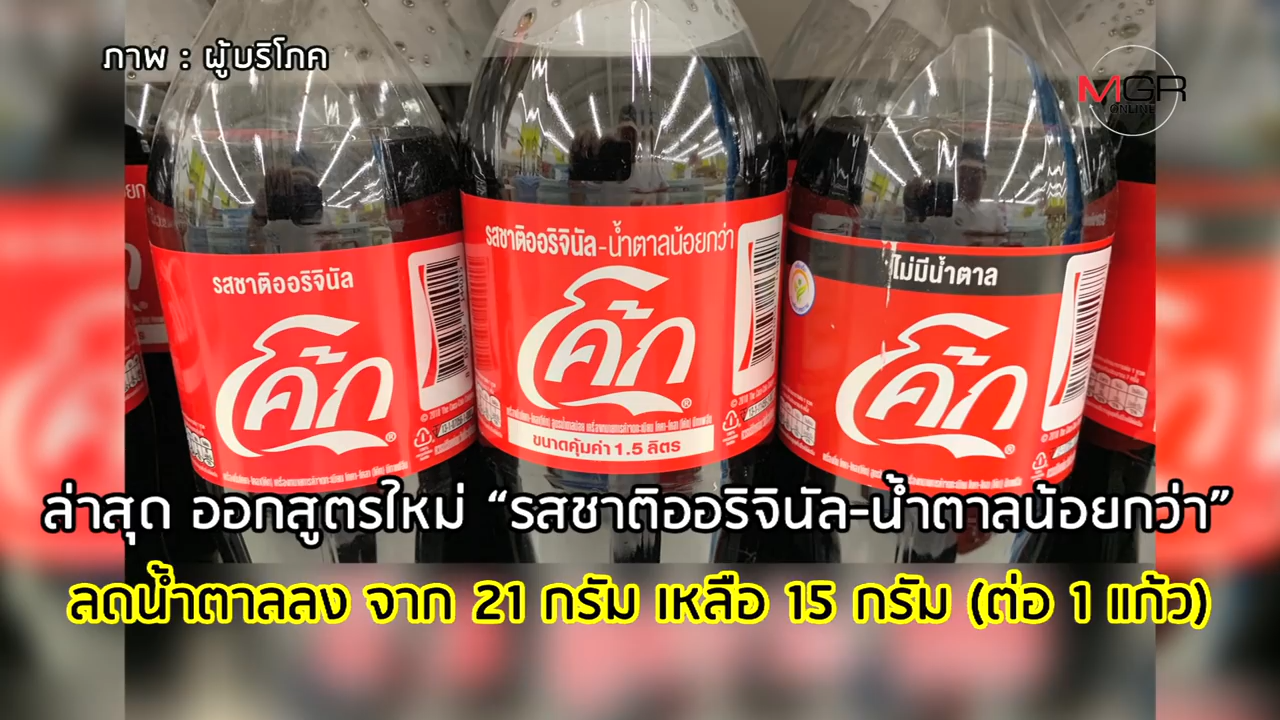 ภาพ : ผู้บริโภค
MGR
ONLINE
รสชาติออริจินัล
โค้ก
รสชาติออริจินัล-น้ำตาลน้อยกว่า
โค้ก
ขนาดคุ้มค่า 1.5 ลิตร
ไม่มีน้ำตาล
โค้ก
ล่าสุด ออกสูตรใหม่ “รสชาติออริจินัล-น้ำตาลน้อยกว่า”
ลดน้ำตาลลง จาก 21 กรัม เหลือ 15 กรัม (ต่อ 1 แก้ว)